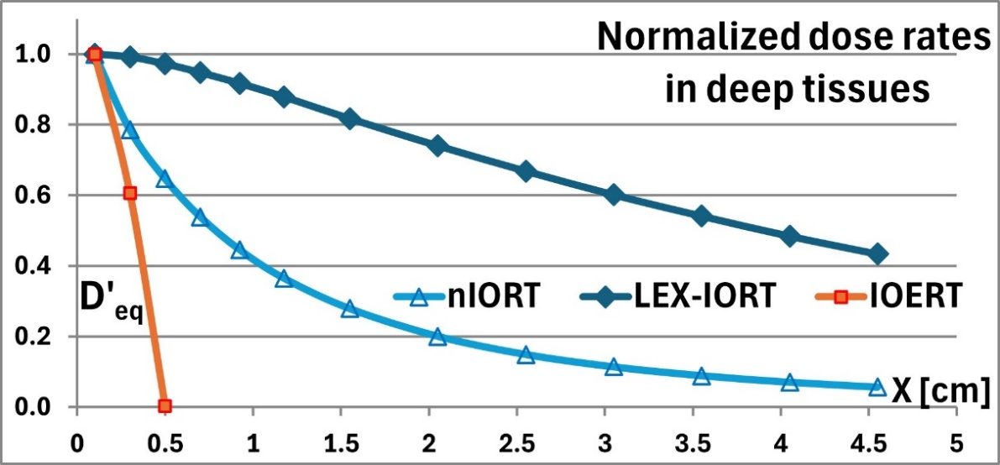 Normalized dose rates
in deep tissues
1.0
0.8
0.6
0.4
0.2
0.0
D'eq
nIORT LEX-IORT IOERT
X [cm]
0 0.5 1 1.5 2 2.5 3 3.5 4 4.5 5